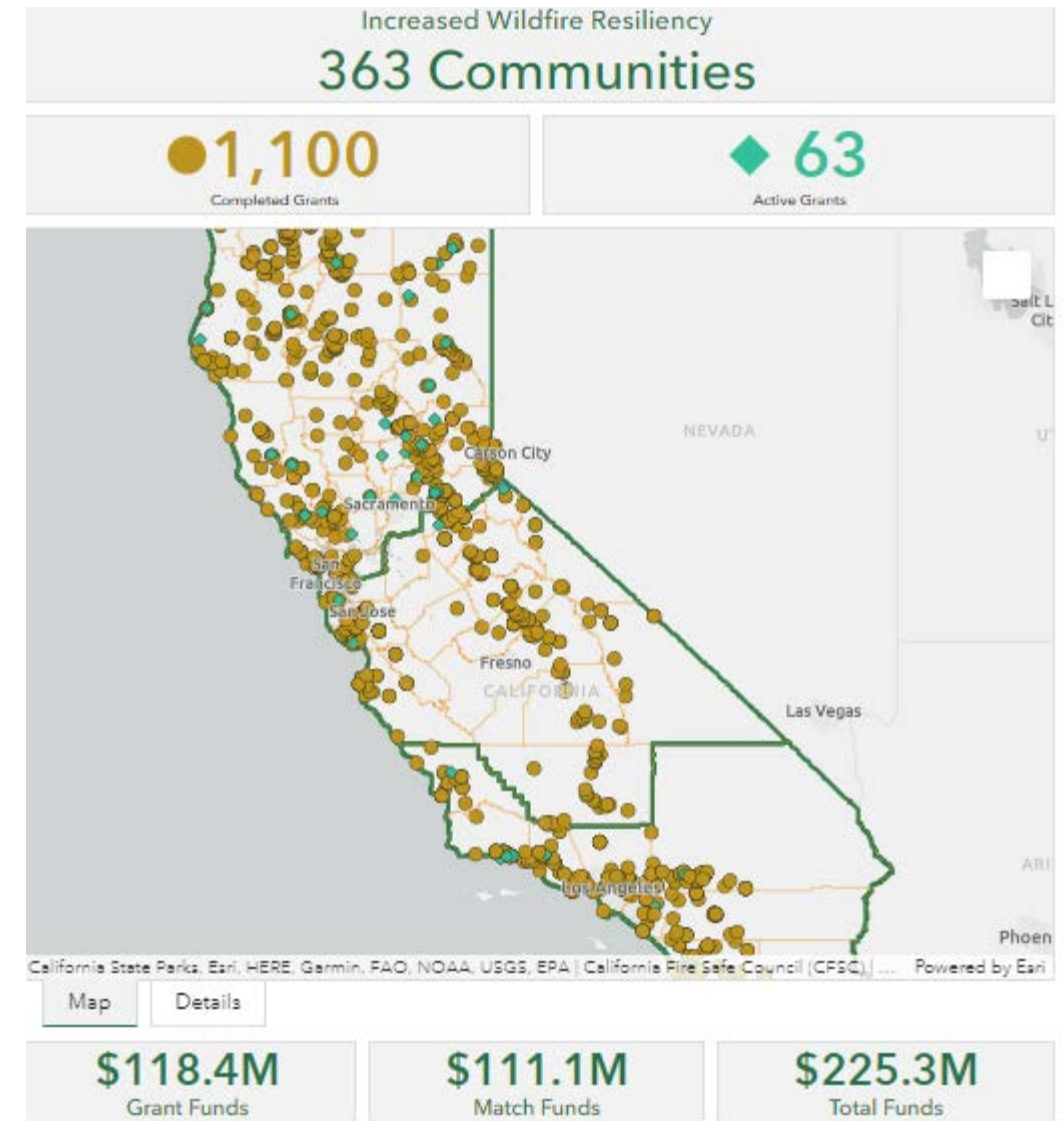 Increased Wildfire Resiliency
363 Communities
1,100
Completed Grants
63
Active Grants
Salt L
Cit
NEVADA
U
Carson City
Sacramento
San
Francisco
San Jose
Fresno
CALIFORNIA
Las Vegas
Los Angeles
ARI
Phoen
California State Parks, Esri, HERE, Garmin, FAO, NOAA, USGS, EPA | California Fire Safe Council (CFSC) | ... Powered by Esri
Map Details
$118.4M
Grant Funds
$111.1M
Match Funds
$225.3M
Total Funds